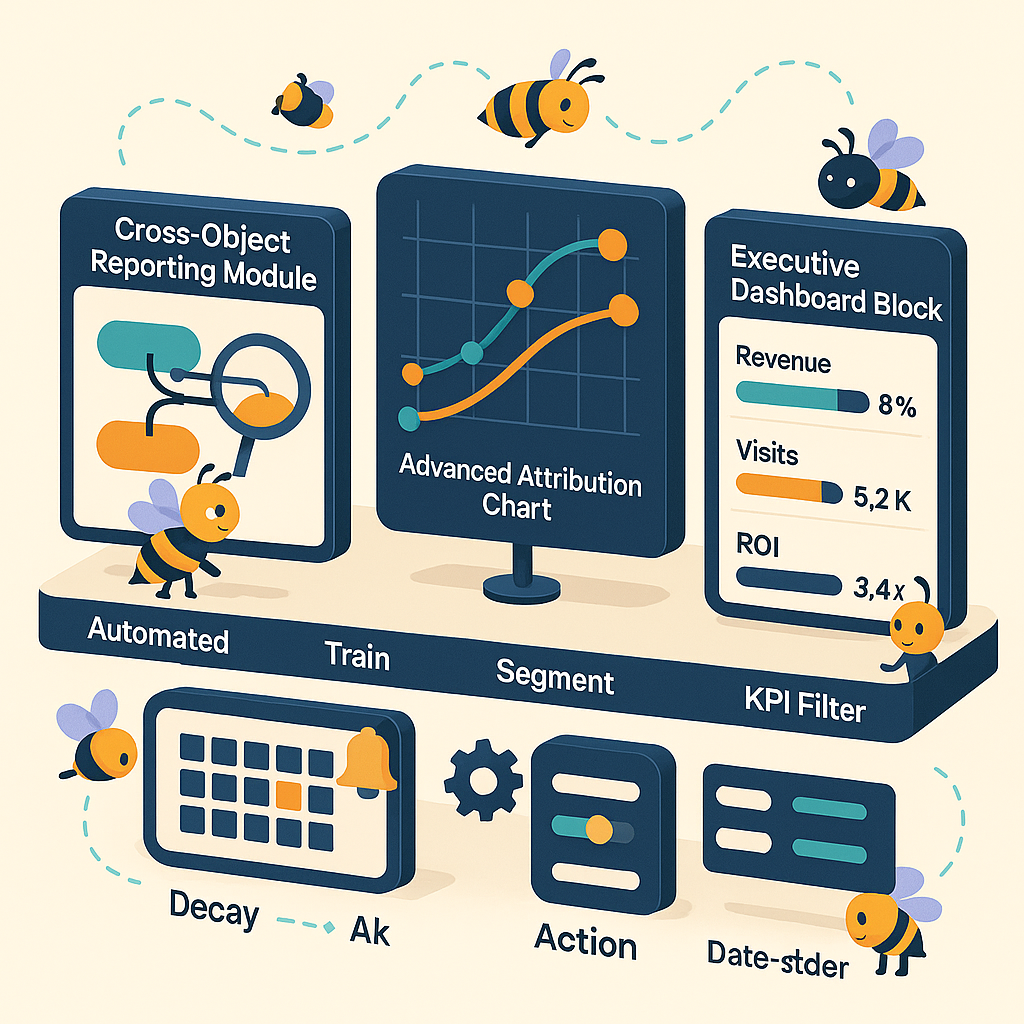 Cross-Object
Reporting Module
Advanced Attribution
Chart
Executive
Dashboard Block
Revenue
8%
Visits
5,2 K
ROI
3,4x
Automated
Train
Segment
KPI Filter
Decay
Ak
Action
Date-stder